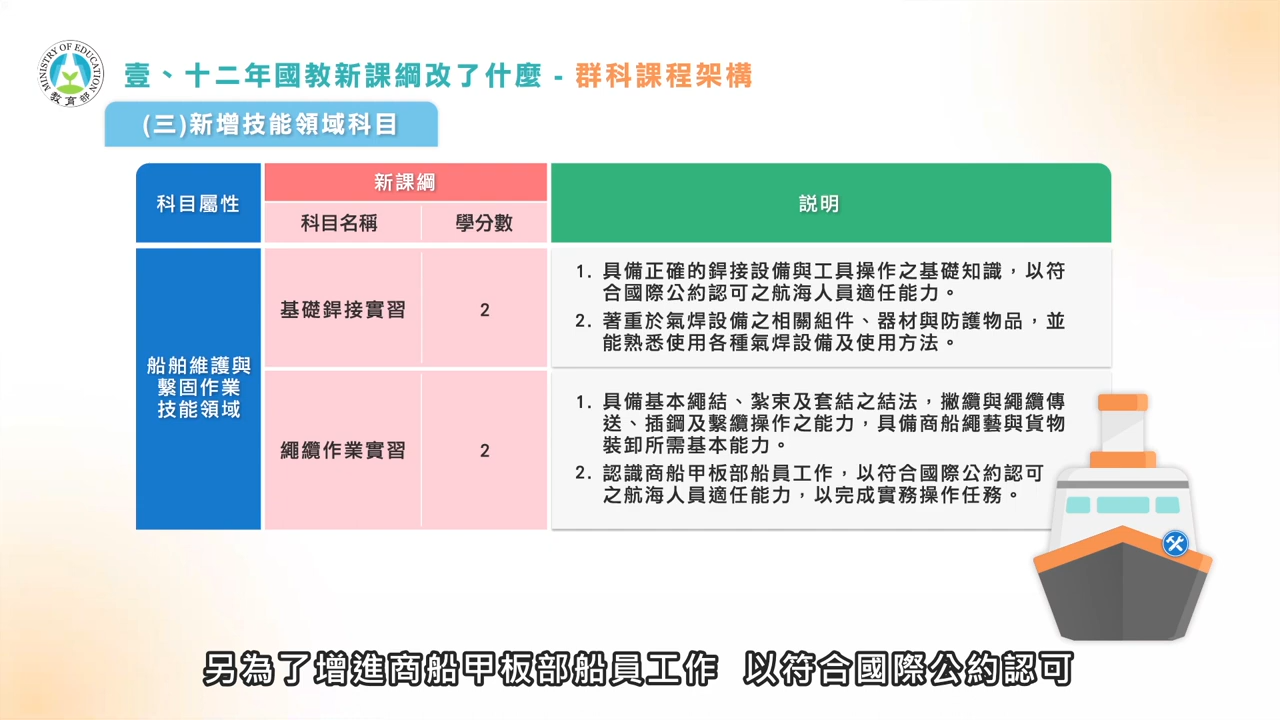 MINISTRY OF EDUCATION
教育部
壹、十二年國教新課綱改了什麼 - 群科課程架構
(三)新增技能領域科目
科目屬性
新課綱
說明
科目名稱
學分數
船舶維護與
繫固作業
技能領域
基礎銲接實習
2
1. 具備正確的銲接設備與工具操作之基礎知識，以符
合國際公約認可之航海人員適任能力。
2. 著重於氣焊設備之相關組件、器材與防護物品，並
能熟悉使用各種氣焊設備及使用方法。
繩纜作業實習
2
1. 具備基本繩結、紮束及套結之結法，撇纜與繩纜傳
送、插鋼及繫纜操作之能力，具備商船繩藝與貨物
裝卸所需基本能力。
2. 認識商船甲板部船員工作，以符合國際公約認可
之航海人員適任能力，以完成實務操作任務。
另為了增進商船甲板部船員工作 以符合國際公約認可